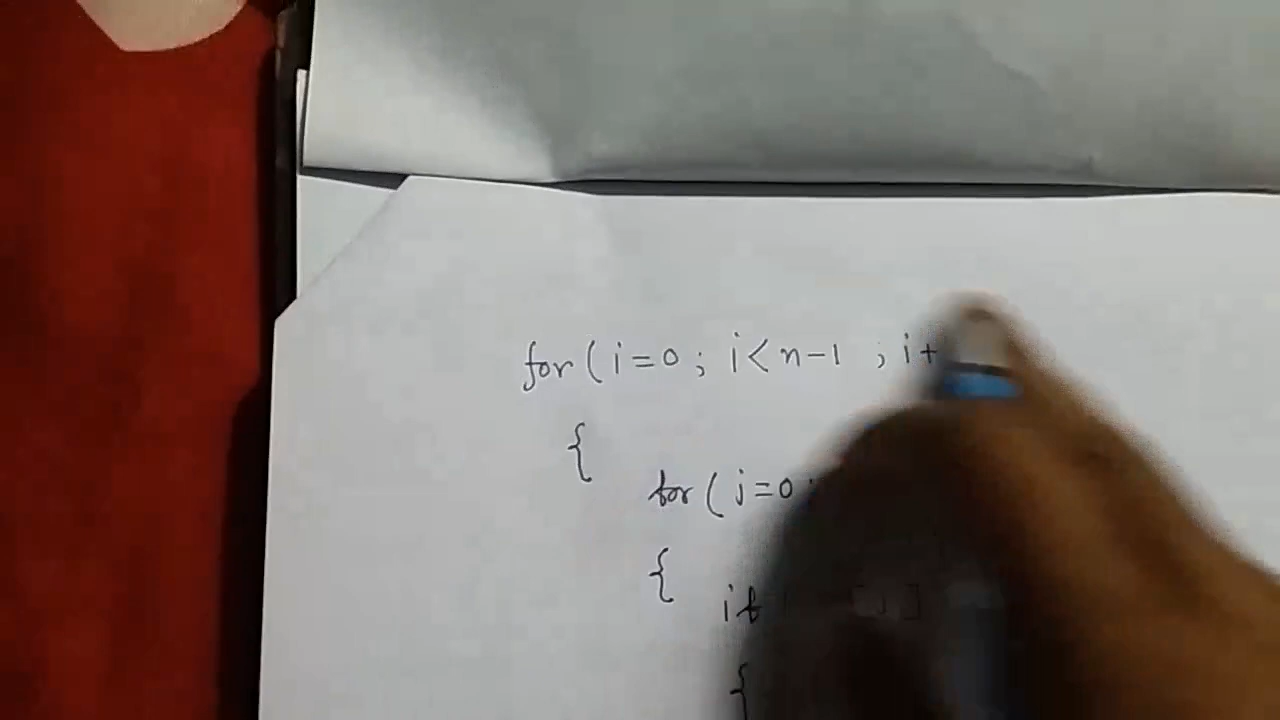 for ( i = 0 ; i < n - 1 ; i +
{
for ( j = 0 ;
{
if [ j ]
{